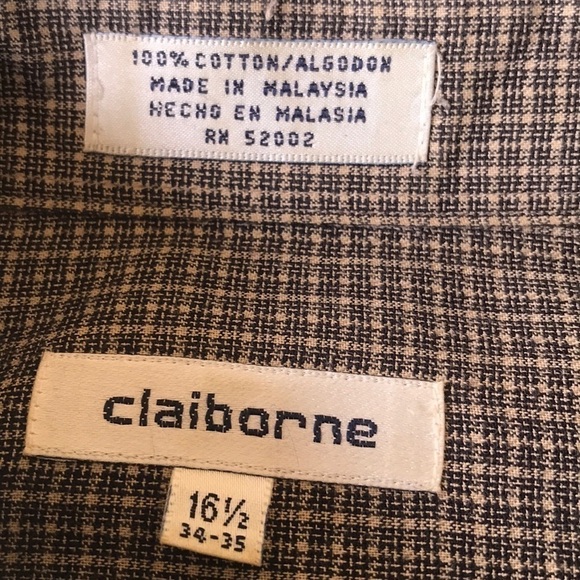 100% COTTON/ALGODON
MADE IN MALAYSIA
HECHO EN MALASIA
RN 52002
claiborne
16½
34-35